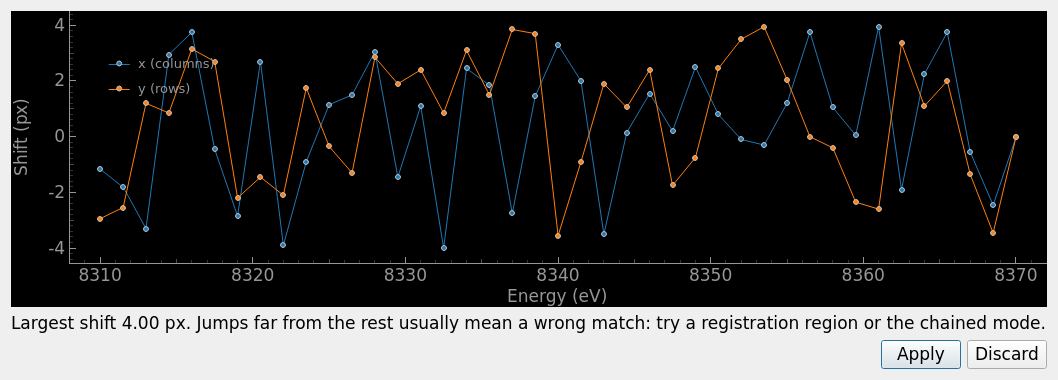 4
x (columns)
2
y (rows)
0
-2
-4
Shift (px)
8310 8320 8330 8340 8350 8360 8370
Energy (eV)
Largest shift 4.00 px. Jumps far from the rest usually mean a wrong match: try a registration region or the chained mode.
Apply Discard